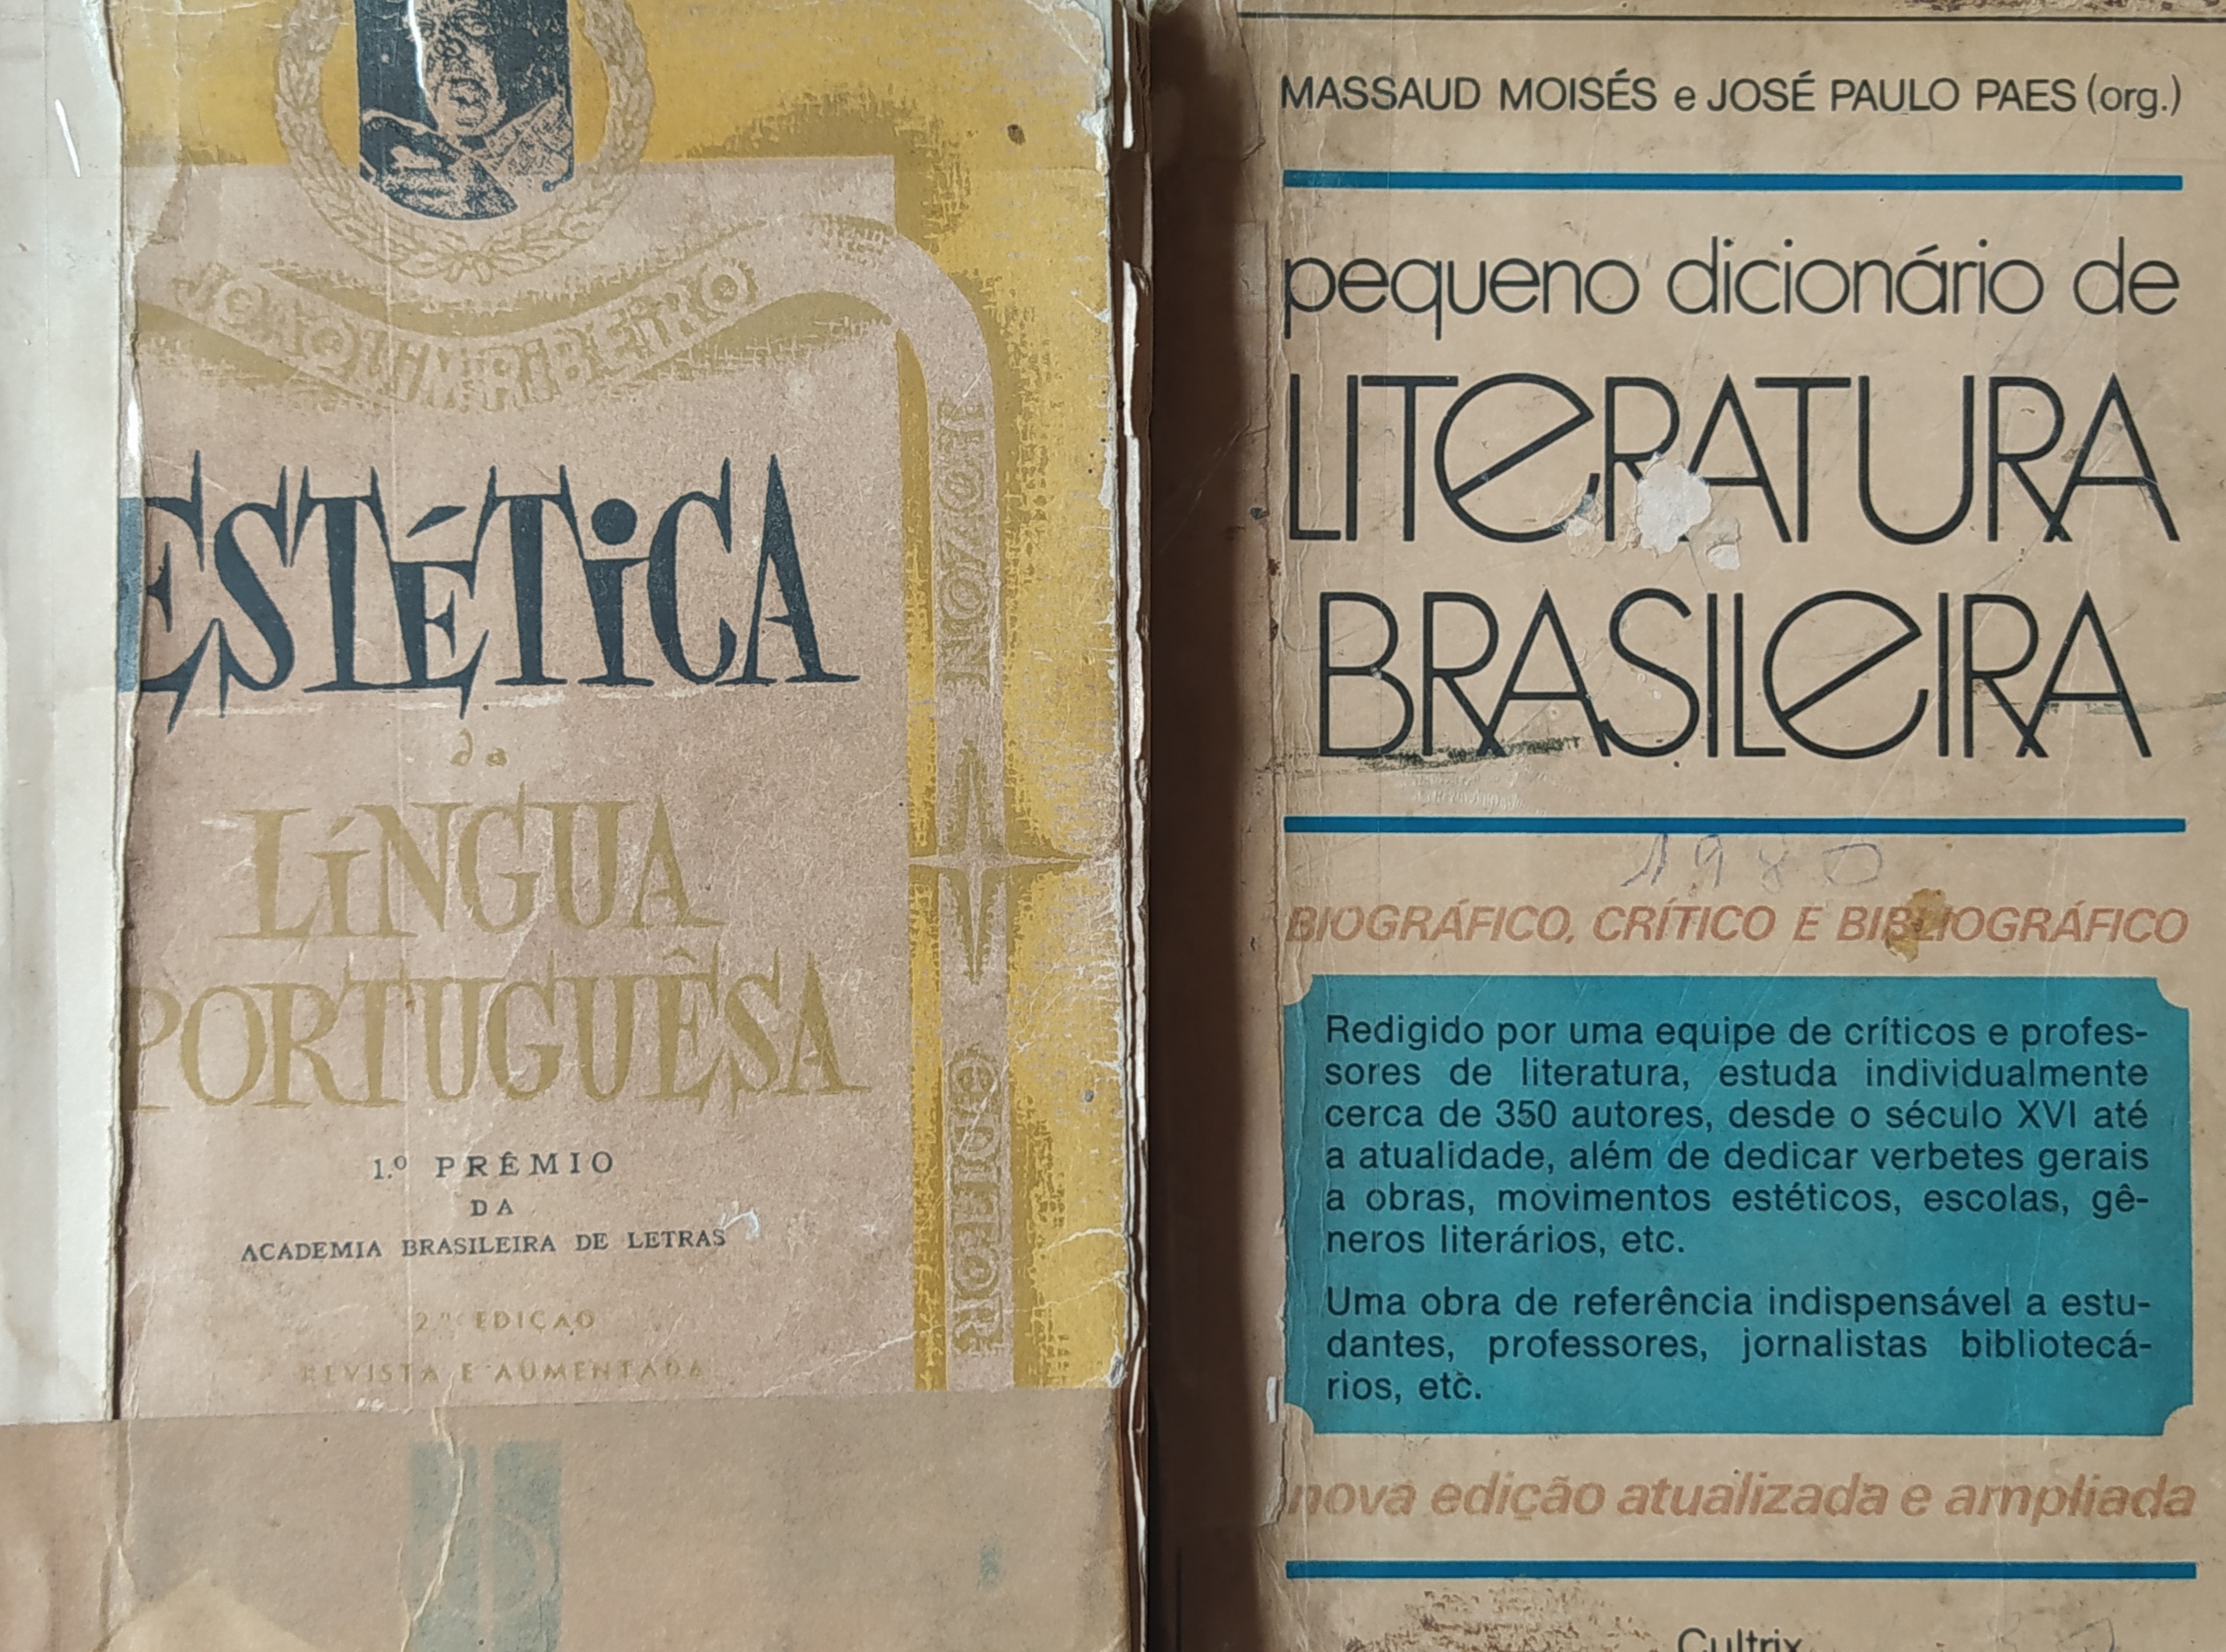 JOAQUIM RIBEIRO
ESTÉTICA
da
LÍNGUA
PORTUGUÊSA
1.º PRÊMIO
DA
ACADEMIA BRASILEIRA DE LETRAS
2.ª EDIÇÃO
REVISTA E AUMENTADA
J. OZON
EDITOR
MASSAUD MOISÉS e JOSÉ PAULO PAES (org.)
pequeno dicionário de
LITERATURA
BRASILEIRA
1980
BIOGRÁFICO, CRÍTICO E BIBLIOGRÁFICO
Redigido por uma equipe de críticos e profes-
sores de literatura, estuda individualmente
cerca de 350 autores, desde o século XVI até
a atualidade, além de dedicar verbetes gerais
a obras, movimentos estéticos, escolas, gê-
neros literários, etc.
Uma obra de referência indispensável a estu-
dantes, professores, jornalistas bibliotecá-
rios, etc.
nova edição atualizada e ampliada
Cultrix